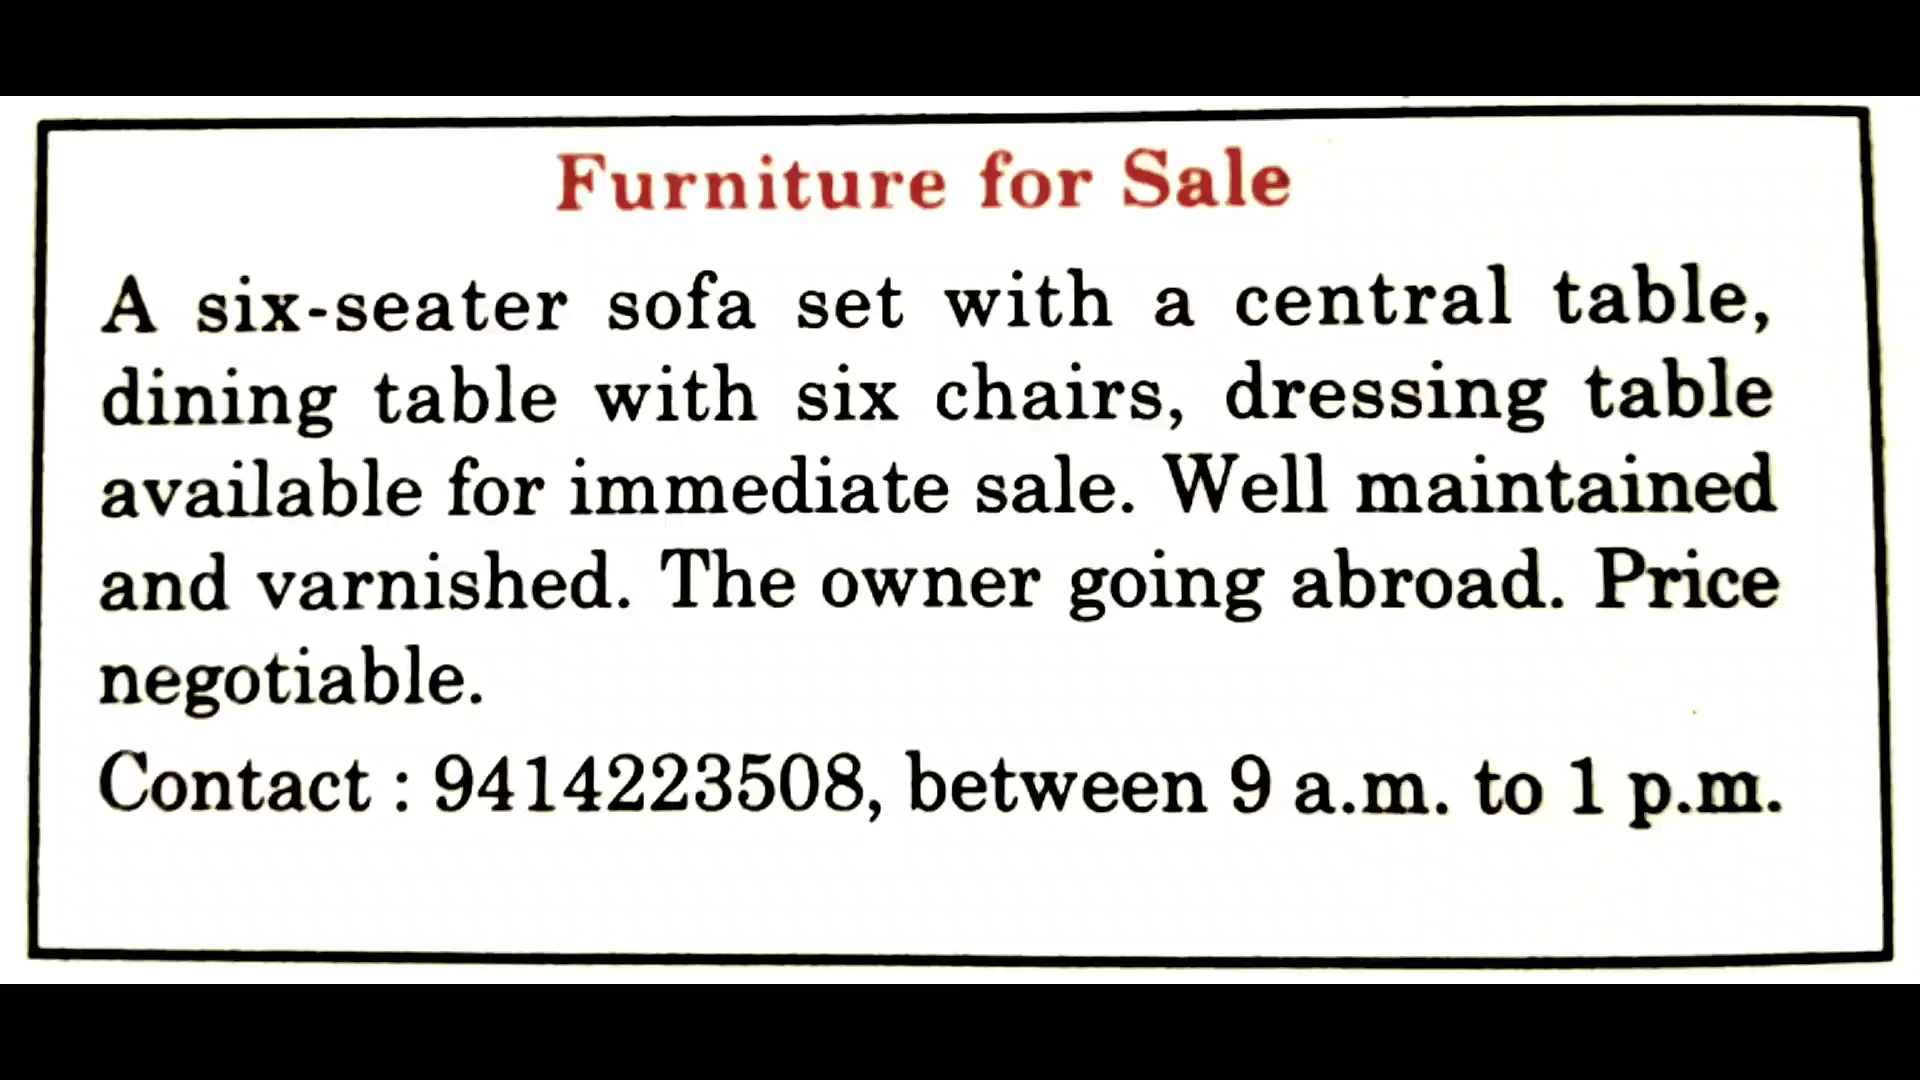 Furniture for Sale
A six-seater sofa set with a central table,
dining table with six chairs, dressing table
available for immediate sale. Well maintained
and varnished. The owner going abroad. Price
negotiable.
Contact : 9414223508, between 9 a.m. to 1 p.m.